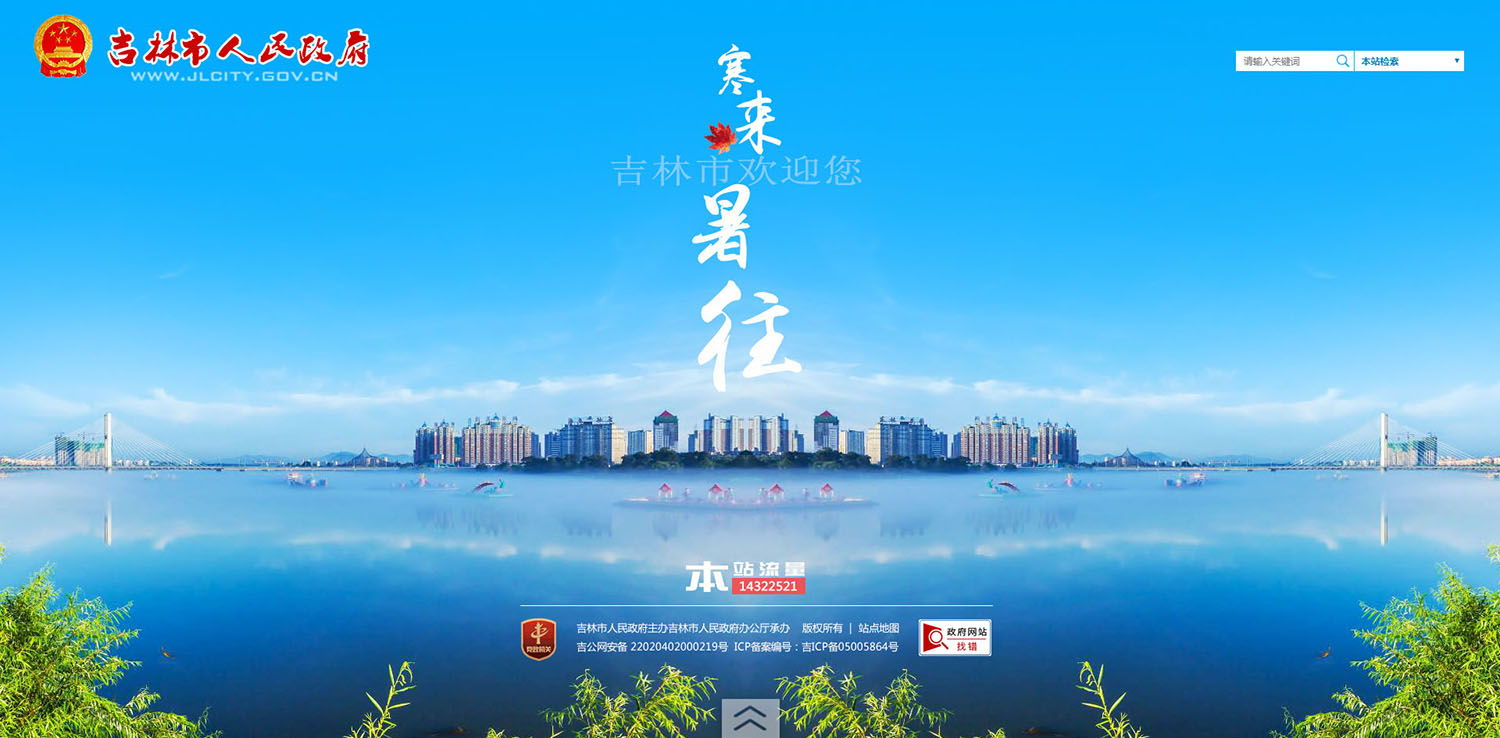 吉林市人民政府
WWW.JLCITY.GOV.CN
请输入关键词
本站检索
寒来
吉林市欢迎您
暑往
本站流量
14322521
党政机关
吉林市人民政府主办吉林市人民政府办公厅承办 版权所有 | 站点地图
吉公网安备 22020402000219号 ICP备案编号：吉ICP备05005864号
政府网站
找错